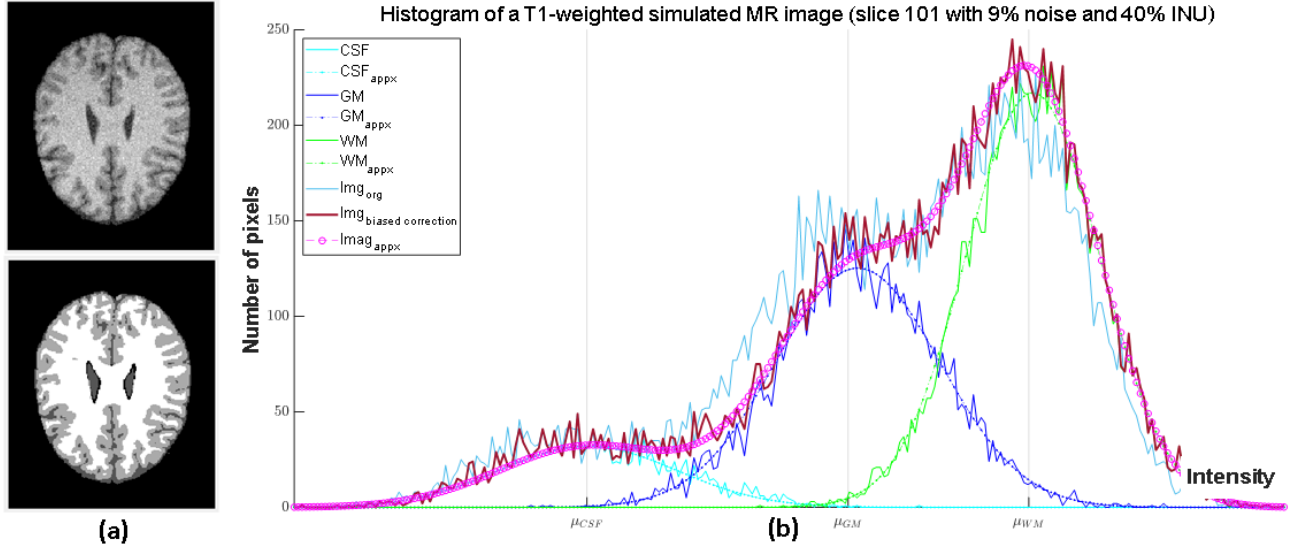 Histogram of a T1-weighted simulated MR image (slice 101 with 9% noise and 40% INU)
250
200
150
100
50
0
Number of pixels
CSF
CSF_appx
GM
GM_appx
WM
WM_appx
Img_org
Img_biased correction
Imag_appx
Intensity
μ_CSF
μ_GM
μ_WM
(a)
(b)